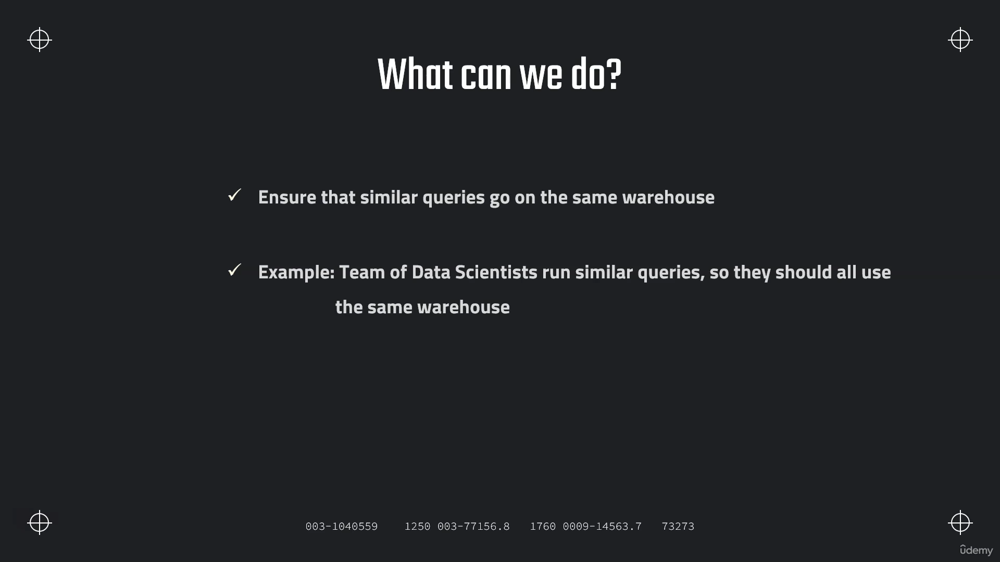 What can we do?
✓ Ensure that similar queries go on the same warehouse
✓ Example: Team of Data Scientists run similar queries, so they should all use
the same warehouse
003-1040559 1250 003-77156.8 1760 0009-14563.7 73273
ûdemy